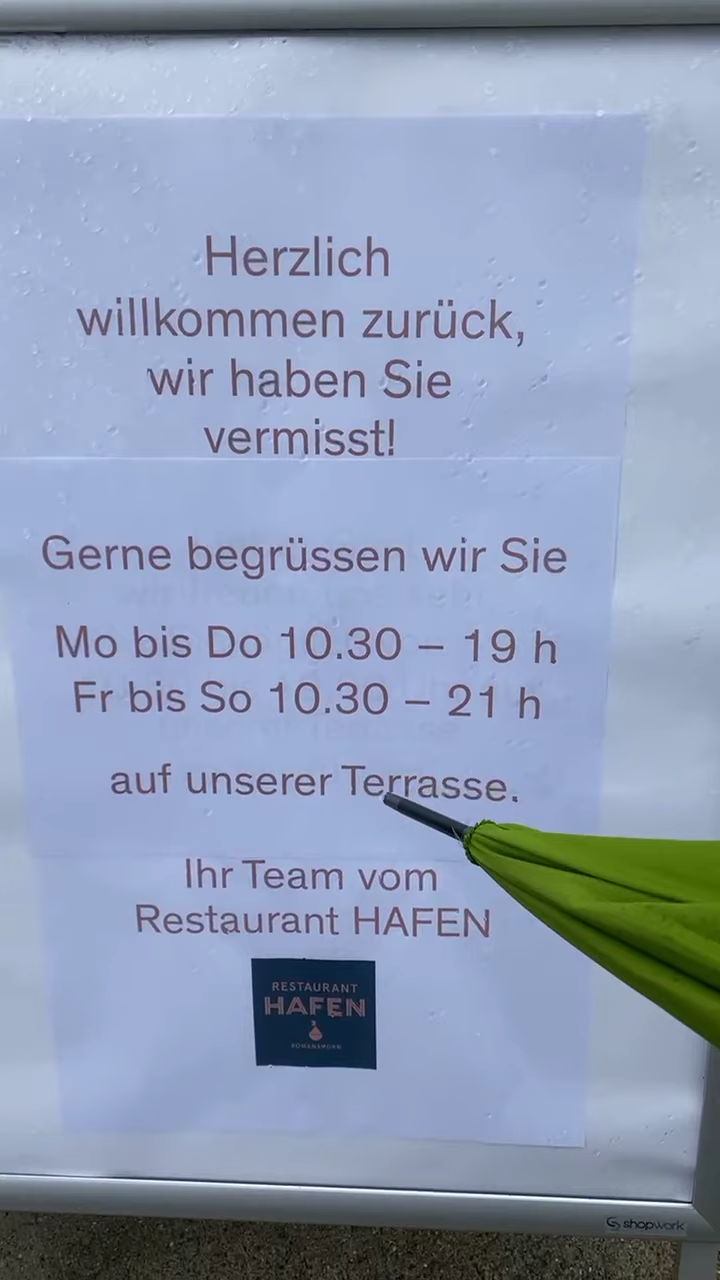 Herzlich
willkommen zurück,
wir haben Sie
vermisst!
Gerne begrüssen wir Sie
Mo bis Do 10.30 – 19 h
Fr bis So 10.30 – 21 h
auf unserer Terrasse.
Ihr Team vom
Restaurant HAFEN
RESTAURANT
HAFEN
ROMANSHORN
shopwork